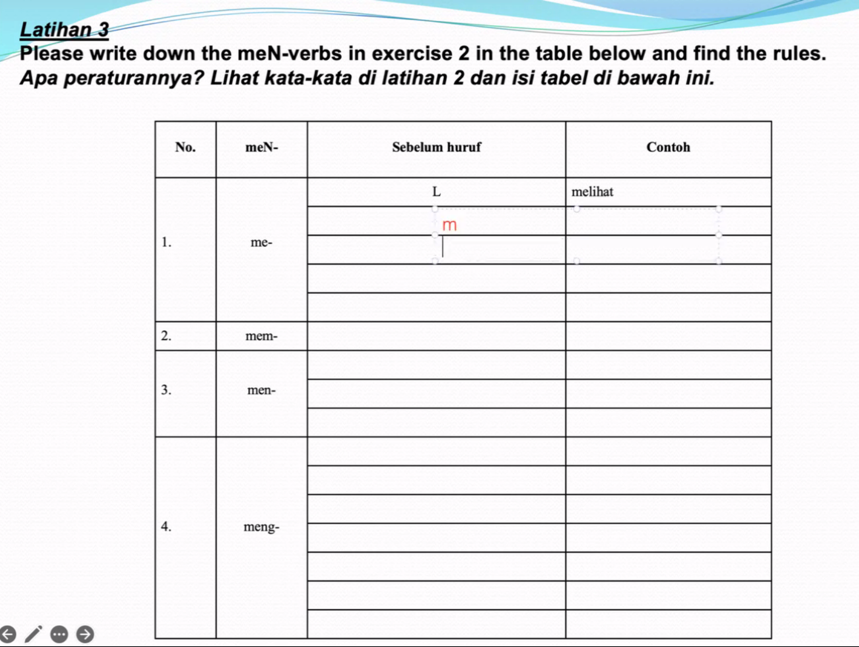 Latihan 3
Please write down the meN-verbs in exercise 2 in the table below and find the rules.
Apa peraturannya? Lihat kata-kata di latihan 2 dan isi tabel di bawah ini.
No. meN- Sebelum huruf Contoh
L melihat
m
1. me-
2. mem-
3. men-
4. meng-